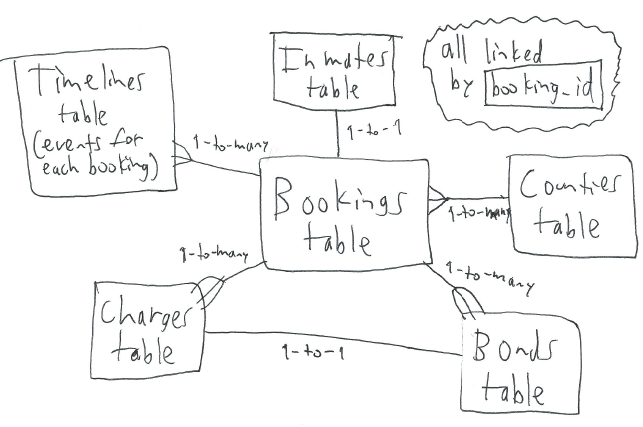 Timelines
table
(events for
each booking)
Inmates
table
all linked
by booking_id
1-to-many
1-to-1
Bookings
table
1-to-many
Counties
table
1-to-many
1-to-many
Charges
table
1-to-1
Bonds
table